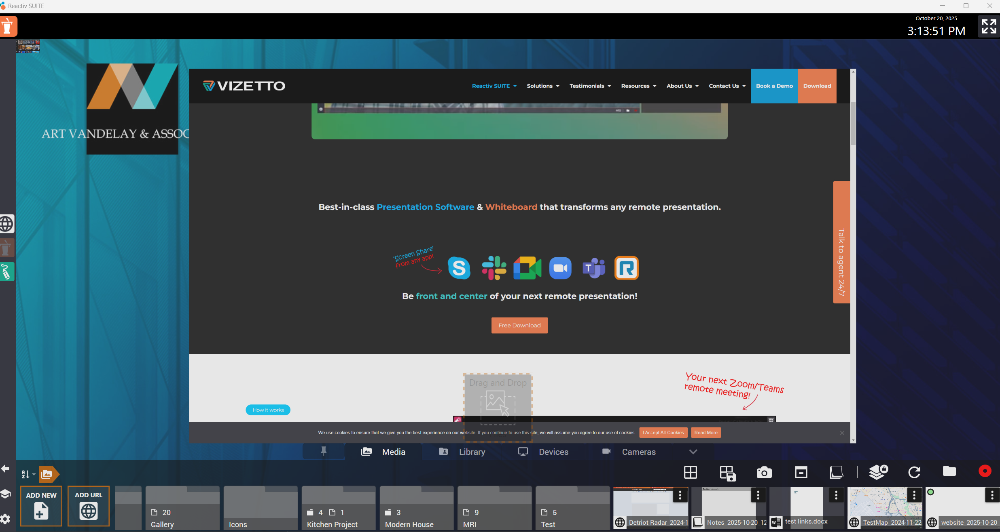 Reactiv SUITE
October 20, 2025
3:13:51 PM
ART VANDELAY & ASSOC
VIZETTO
Reactiv SUITE
Solutions
Testimonials
Resources
About Us
Contact Us
Book a Demo
Download
Best-in-class Presentation Software & Whiteboard that transforms any remote presentation.
'Screen Share'
from any app!
Be front and center of your next remote presentation!
Free Download
Talk to agent 24/7
Drag and Drop
Your next Zoom/Teams
remote meeting!
How it works
We use cookies to ensure that we give you the best experience on our website. If you continue to use this site, we will assume you agree to our use of cookies.
I Accept All Cookies
Read More
Media
Library
Devices
Cameras
ADD NEW
ADD URL
20
Gallery
Icons
4 1
Kitchen Project
3
Modern House
9
MRI
5
Test
Detriot Radar_2024-1
Notes_2025-10-20_12
test links.docx
TestMap_2024-11-22_
website_2025-10-20_